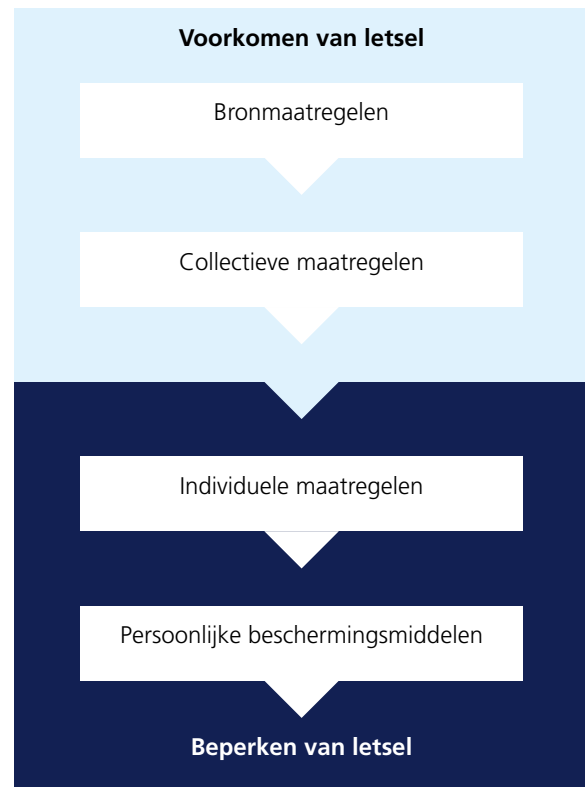 Voorkomen van letsel
Bronmaatregelen
Collectieve maatregelen
Individuele maatregelen
Persoonlijke beschermingsmiddelen
Beperken van letsel